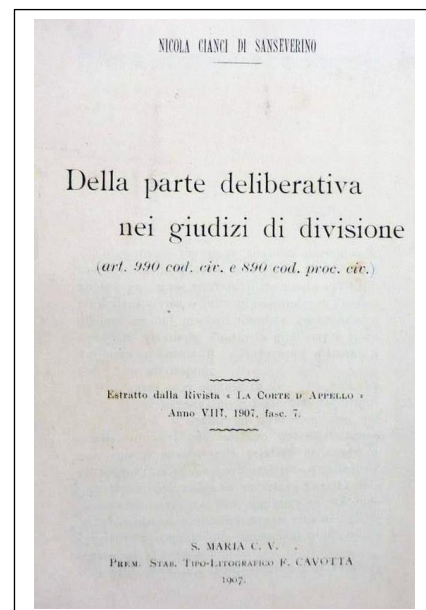 NICOLA CIANCI DI SANSEVERINO
Della parte deliberativa
nei giudizi di divisione
(art. 990 cod. civ. e 890 cod. proc. civ.)
Estratto dalla Rivista « LA CORTE D'APPELLO »
Anno VIII, 1907, fasc. 7.
S. MARIA C. V.
PREM. STAB. TIPO-LITOGRAFICO F. CAVOTTA
1907.